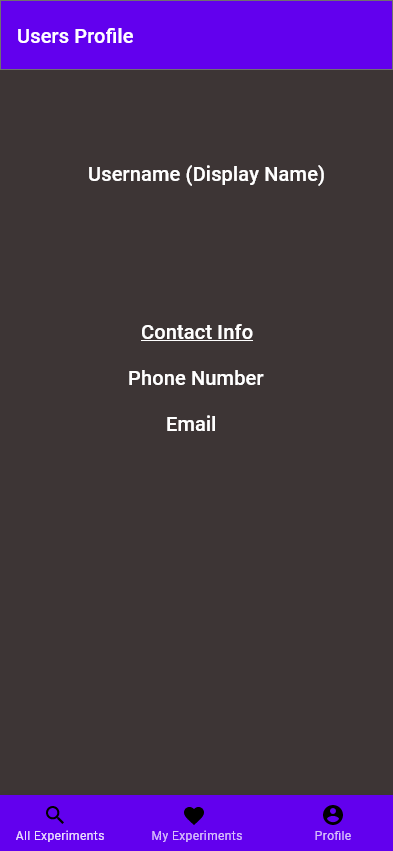 Users Profile
Username (Display Name)
Contact Info
Phone Number
Email
All Experiments
My Experiments
Profile